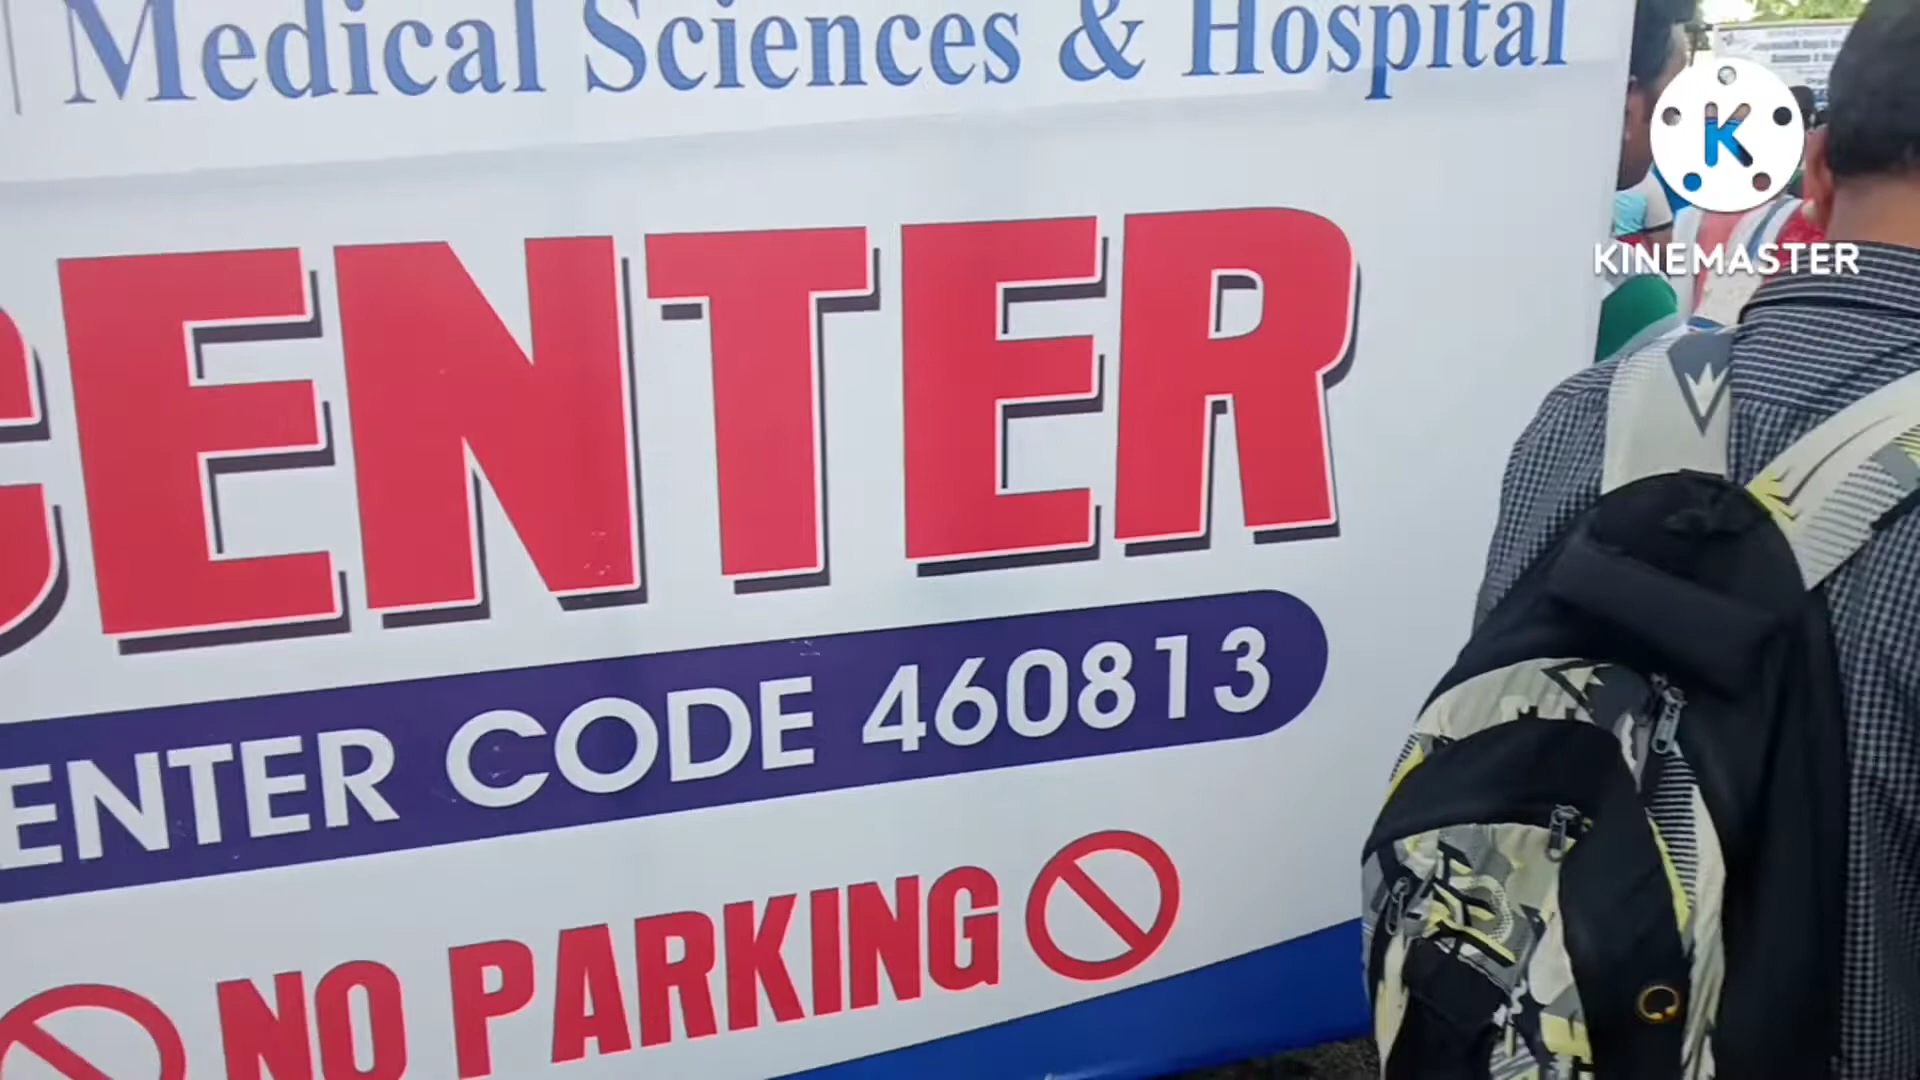 Medical Sciences & Hospital
CENTER
ENTER CODE 460813
NO PARKING
K
KINEMASTER